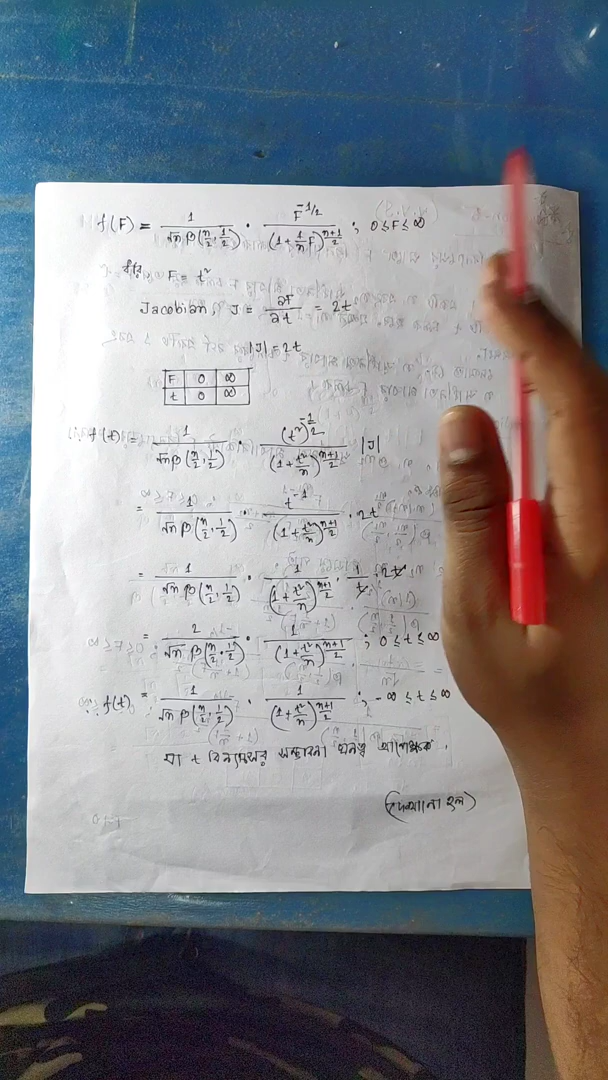 f(F) = 1/(√n β(n/2, 1/2)) · F^(-1/2)/(1 + 1/n F)^((n+1)/2) ; 0 ≤ F ≤ ∞
ধরি, F = t²
Jacobian, J = ∂F/∂t = 2t
|J| = 2t
F 0 ∞
t 0 ∞
∴ f(t) = 1/(√n β(n/2, 1/2)) · (t²)^(-1/2)/(1 + t²/n)^((n+1)/2) |J|
= 1/(√n β(n/2, 1/2)) · t^(-1)/(1 + t²/n)^((n+1)/2) · 2t
= 1/(√n β(n/2, 1/2)) · 1/(1 + t²/n)^((n+1)/2) · 1/t · 2t
= 2/(√n β(n/2, 1/2)) · 1/(1 + t²/n)^((n+1)/2) ; 0 ≤ t ≤ ∞
∴ f(t) = 1/(√n β(n/2, 1/2)) · 1/(1 + t²/n)^((n+1)/2) ; -∞ ≤ t ≤ ∞
যা t বিন্যাসের সম্ভাবনা ঘনত্ব অপেক্ষক.
(দেখানো হল)